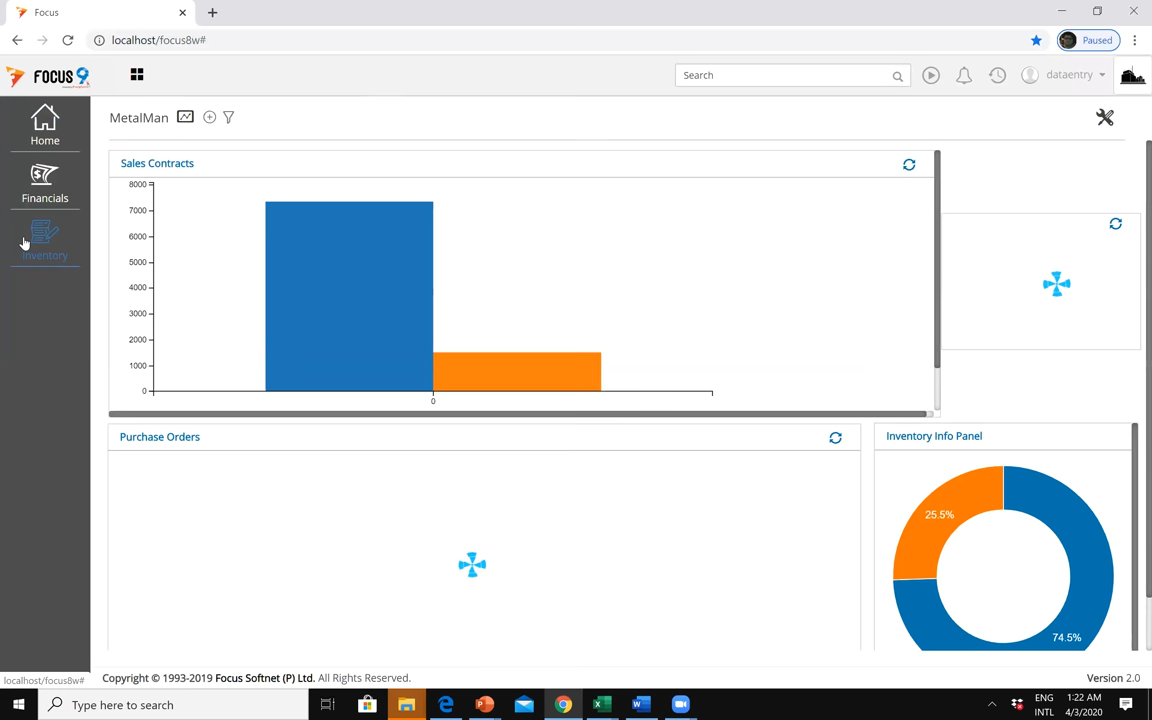 Focus
localhost/focus8w#
Paused
FOCUS 9
Search
dataentry
Home
Financials
Inventory
MetalMan
Sales Contracts
8000
7000
6000
5000
4000
3000
2000
1000
0
0
Purchase Orders
Inventory Info Panel
25.5%
74.5%
localhost/focus8w#
Copyright © 1993-2019 Focus Softnet (P) Ltd. All Rights Reserved.
Version 2.0
Type here to search
ENG
INTL
1:22 AM
4/3/2020